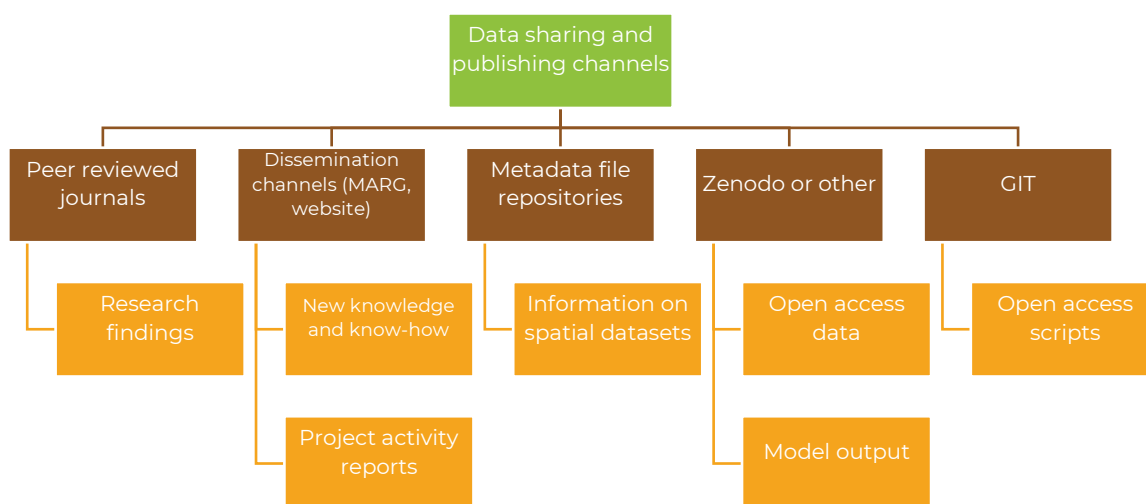 Data sharing and
publishing channels
Peer reviewed
journals
Dissemination
channels (MARG,
website)
Metadata file
repositories
Zenodo or other
GIT
Research
findings
New knowledge
and know-how
Information on
spatial datasets
Open access
data
Open access
scripts
Project activity
reports
Model output